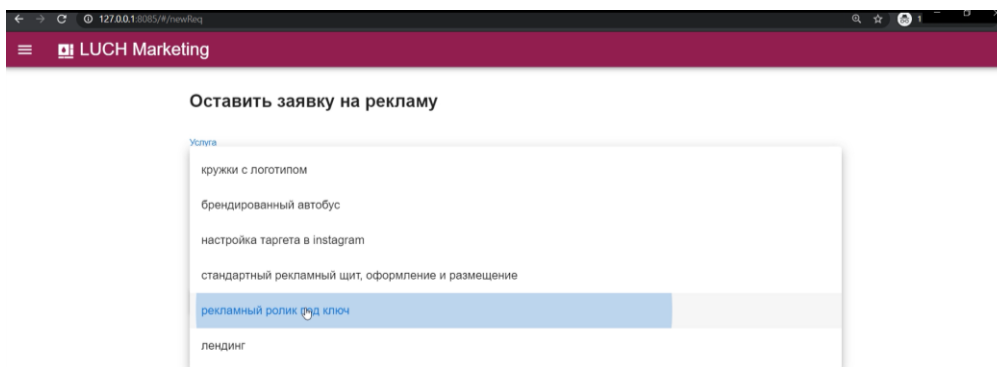 127.0.0.1:8085/#/newReq
LUCH Marketing
Оставить заявку на рекламу
Услуга
кружки с логотипом
брендированный автобус
настройка таргета в instagram
стандартный рекламный щит, оформление и размещение
рекламный ролик под ключ
лендинг